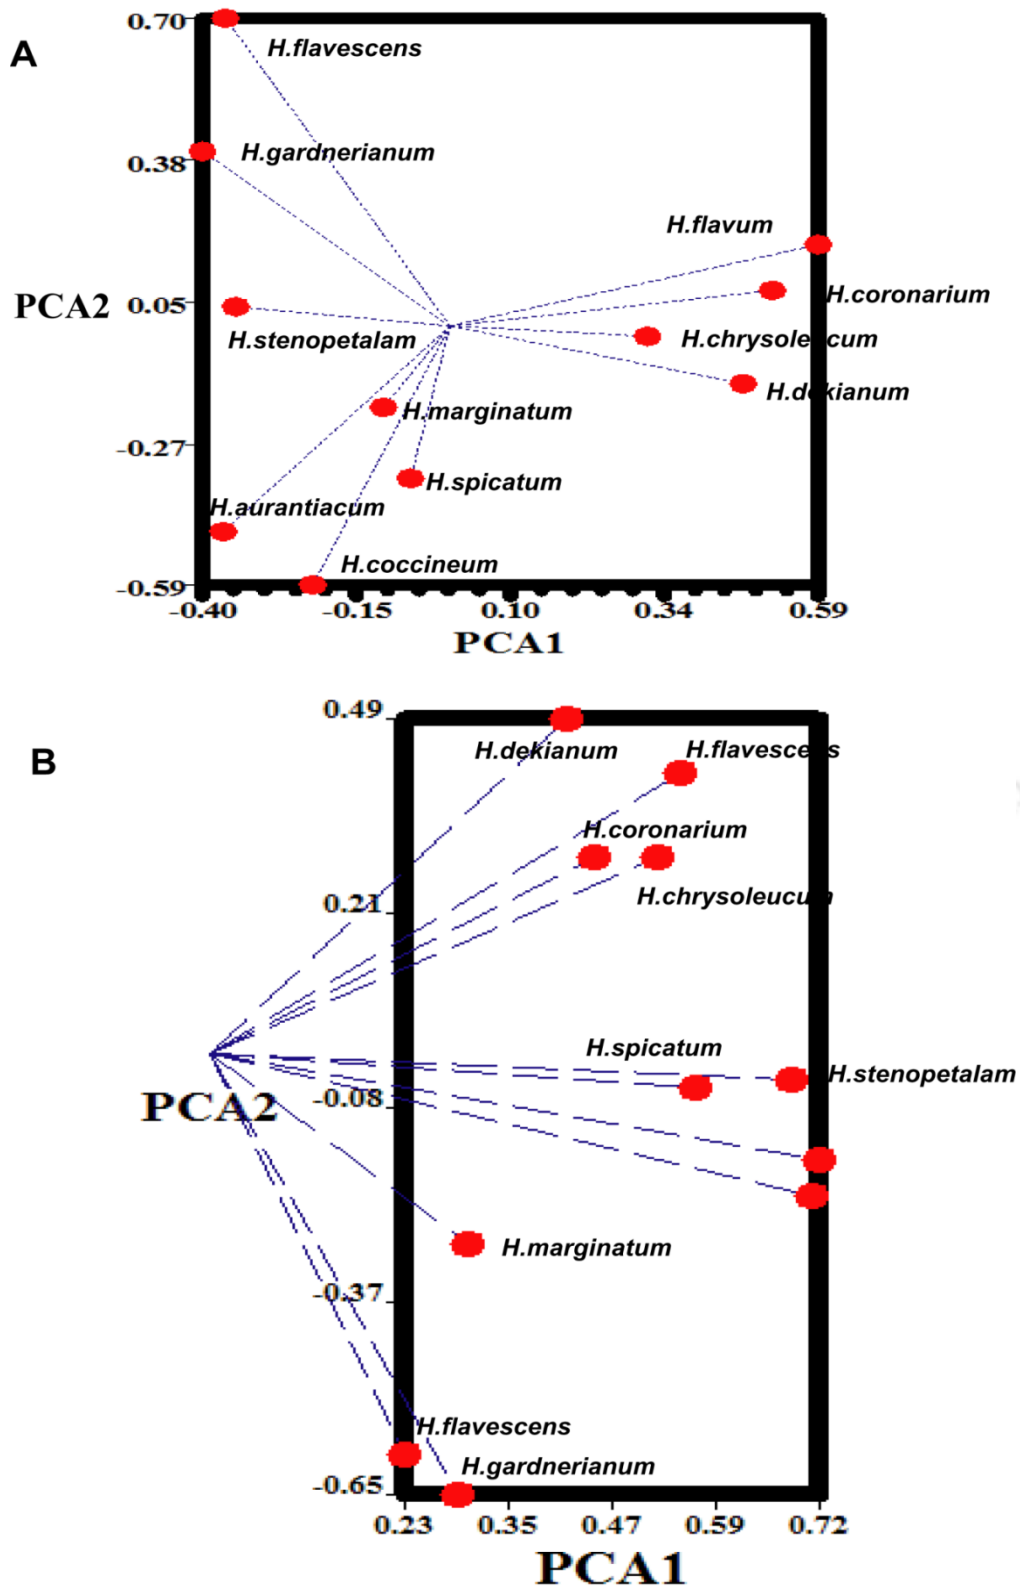 A
0.70
H.flavescens
H.gardnerianum
0.38
H.flavum
PCA2
0.05
H.coronarium
H.stenopetalam
H.chrysoleucum
H.dekianum
H.marginatum
-0.27
H.spicatum
H.aurantiacum
H.coccineum
-0.59
-0.40 -0.15 0.10 0.34 0.59
PCA1
B
0.49
H.dekianum
H.flavescens
H.coronarium
0.21
H.chrysoleucum
H.spicatum
H.stenopetalam
PCA2
-0.08
H.marginatum
-0.37
H.flavescens
H.gardnerianum
-0.65
0.23 0.35 0.47 0.59 0.72
PCA1